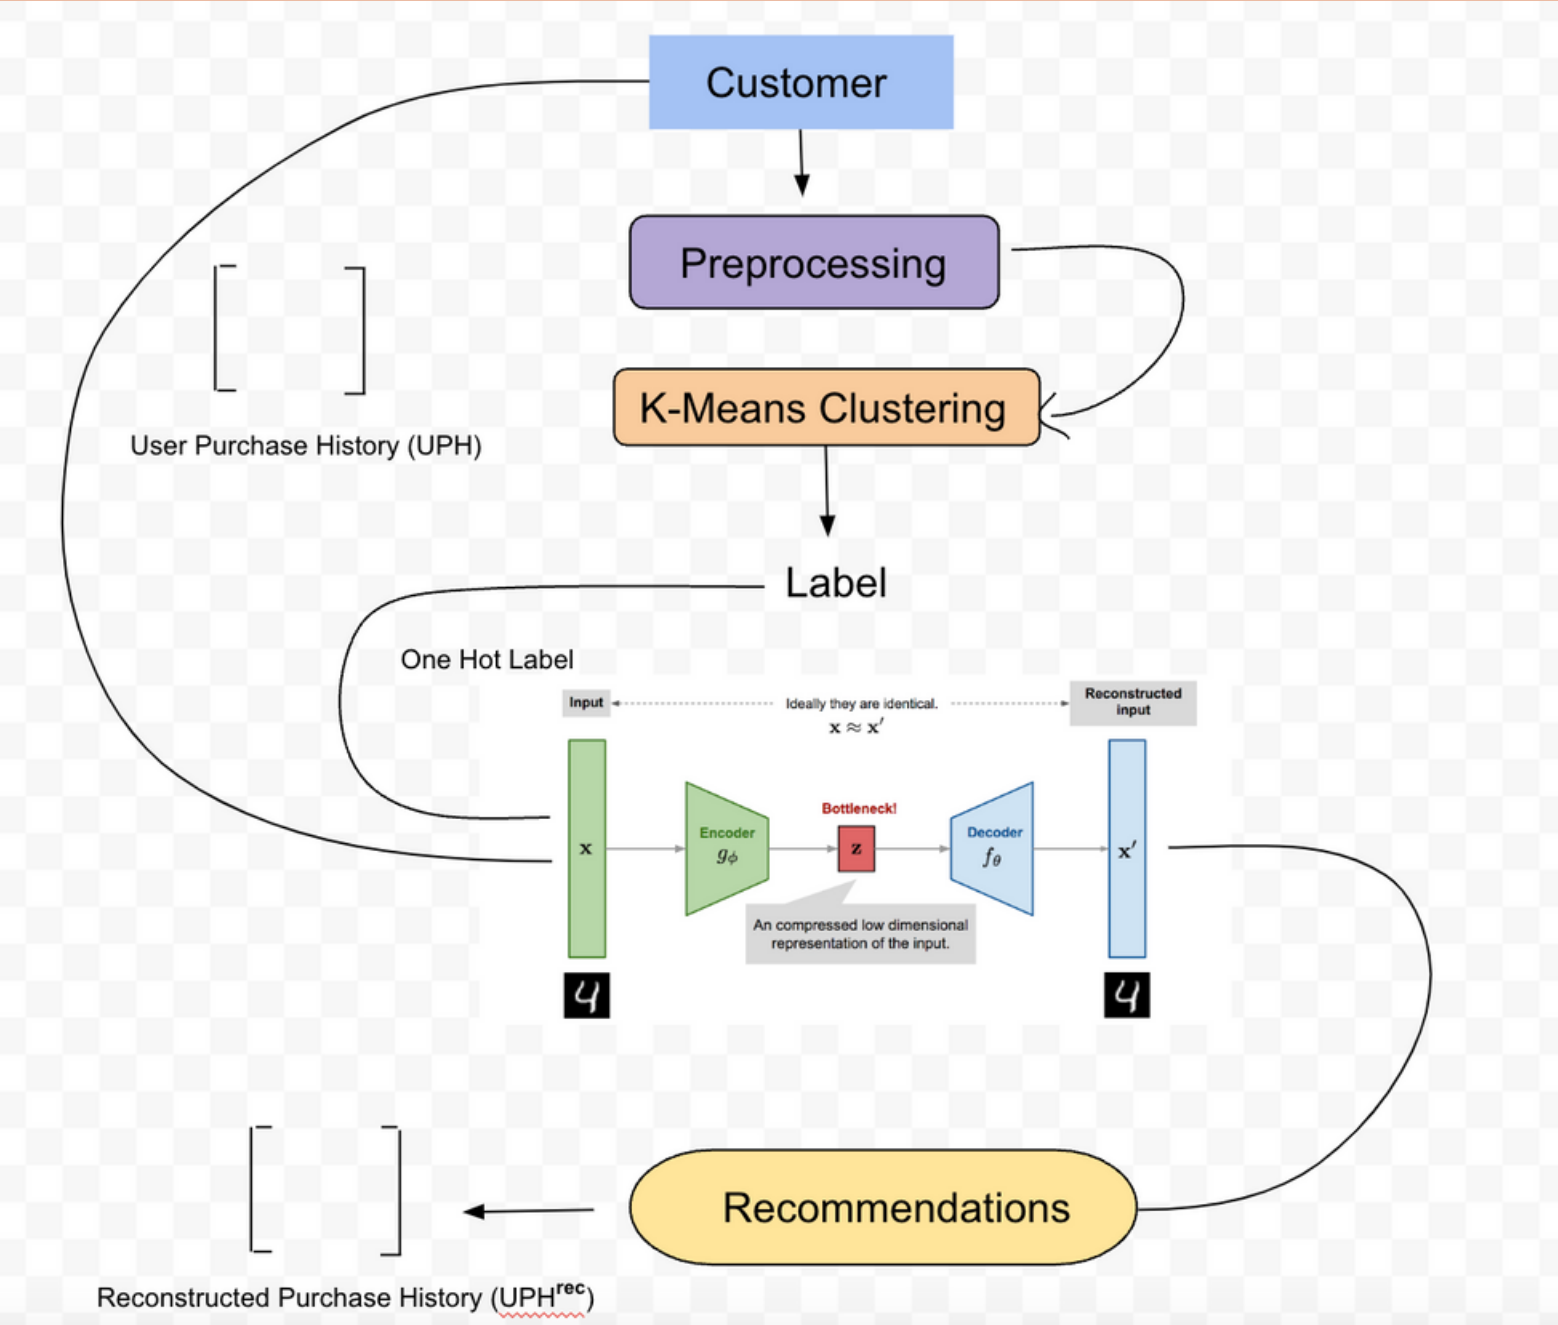 Customer
Preprocessing
K-Means Clustering
User Purchase History (UPH)
Label
One Hot Label
Input
Ideally they are identical.
x ≈ x′
Reconstructed
input
Bottleneck!
Encoder
gϕ
Decoder
fθ
x
z
x′
An compressed low dimensional
representation of the input.
4
4
Recommendations
Reconstructed Purchase History (UPHrec)